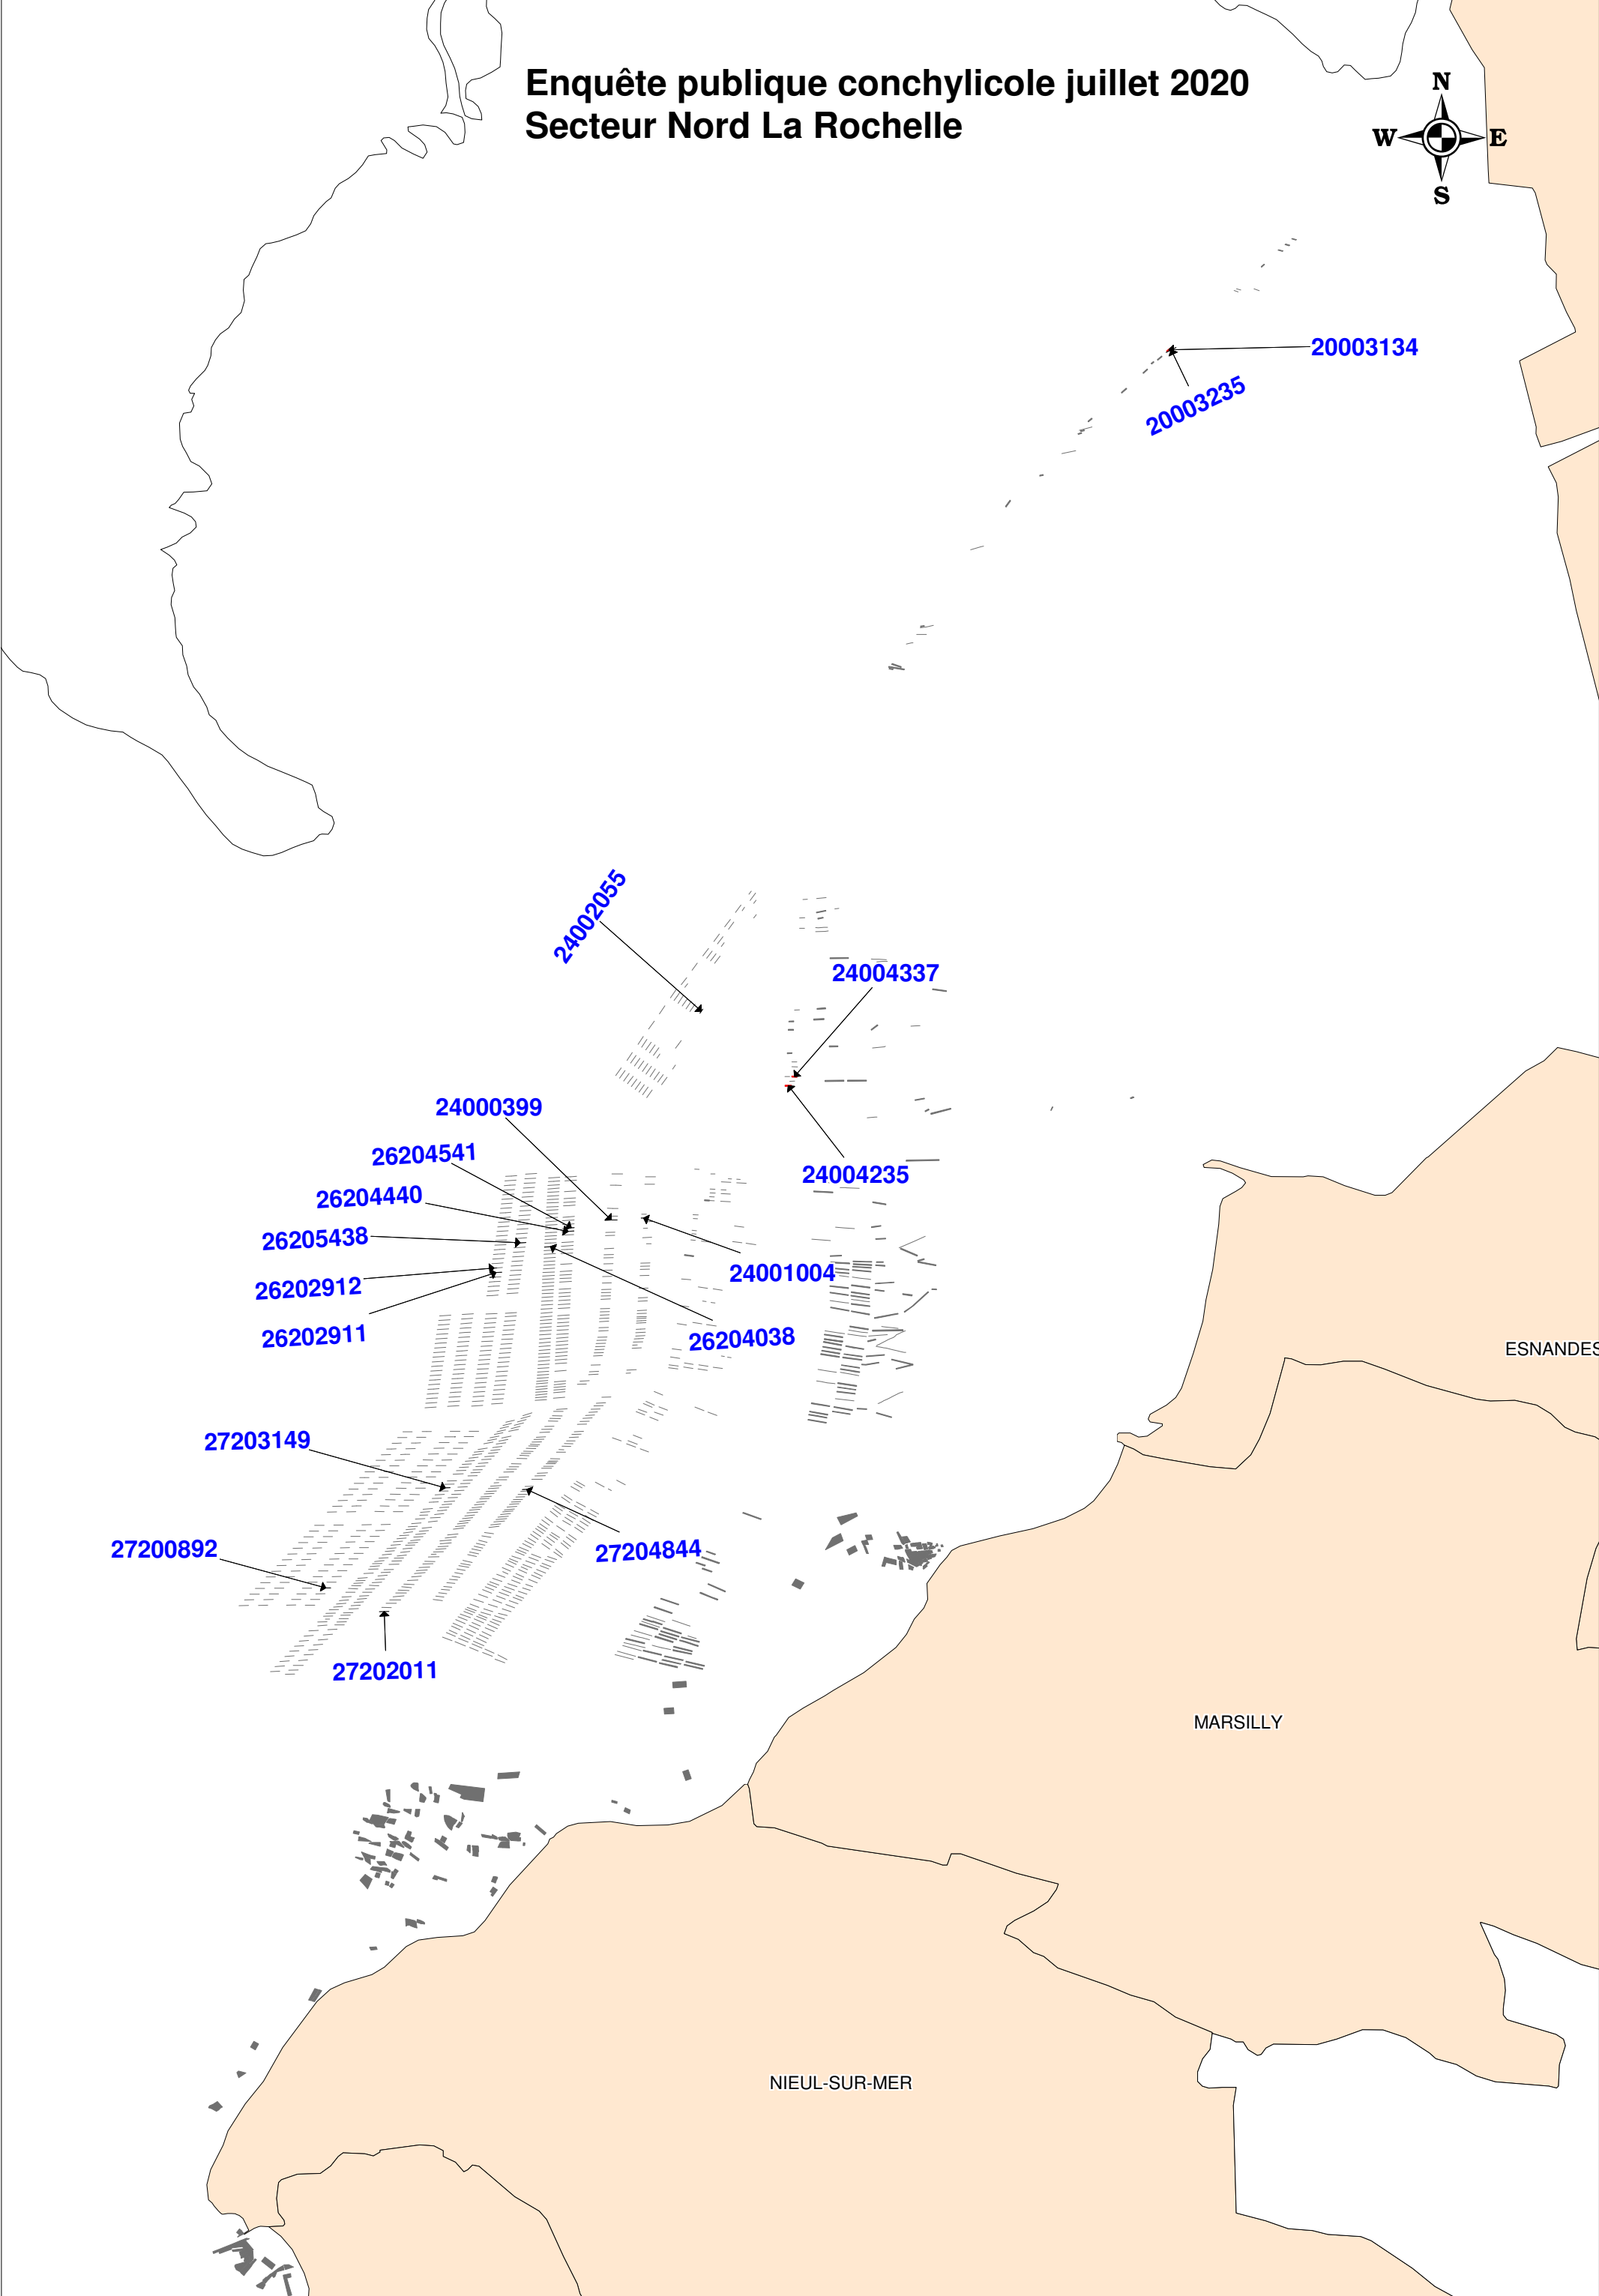 Enquête publique conchylicole juillet 2020
Secteur Nord La Rochelle
N
W E
S
20003134
20003235
24002055
24004337
24000399
26204541
24004235
26204440
26205438
24001004
26202912
26202911
26204038
ESNANDES
27203149
27200892
27204844
27202011
MARSILLY
NIEUL-SUR-MER